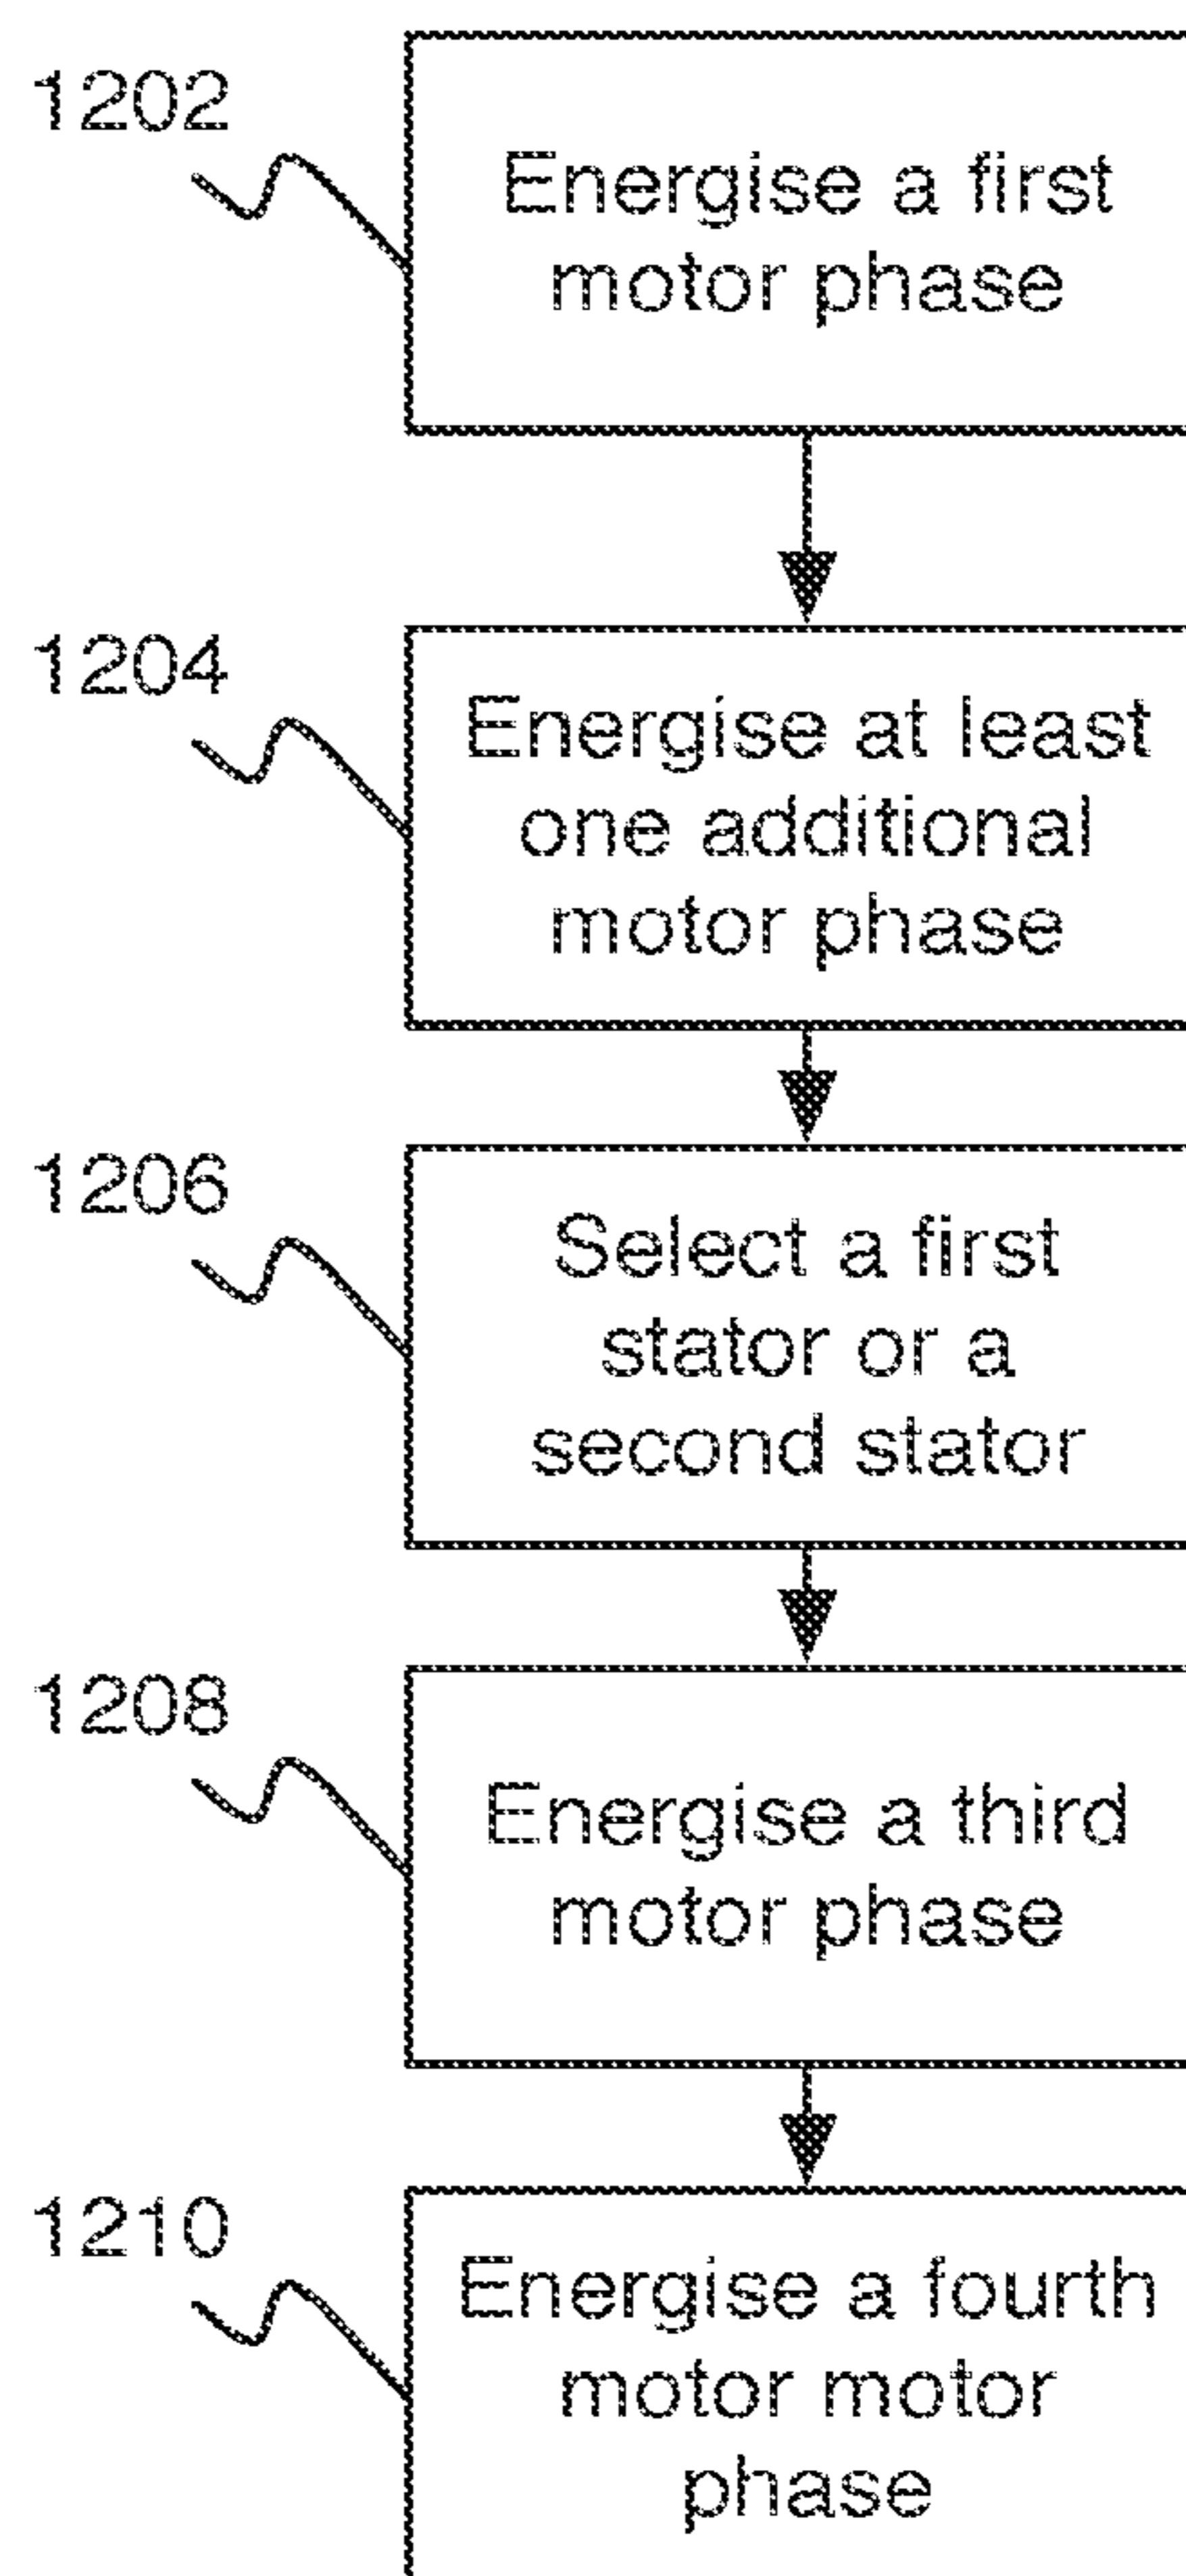 1202
Energise a first
motor phase
1204
Energise at least
one additional
motor phase
1206
Select a first
stator or a
second stator
1208
Energise a third
motor phase
1210
Energise a fourth
motor motor
phase